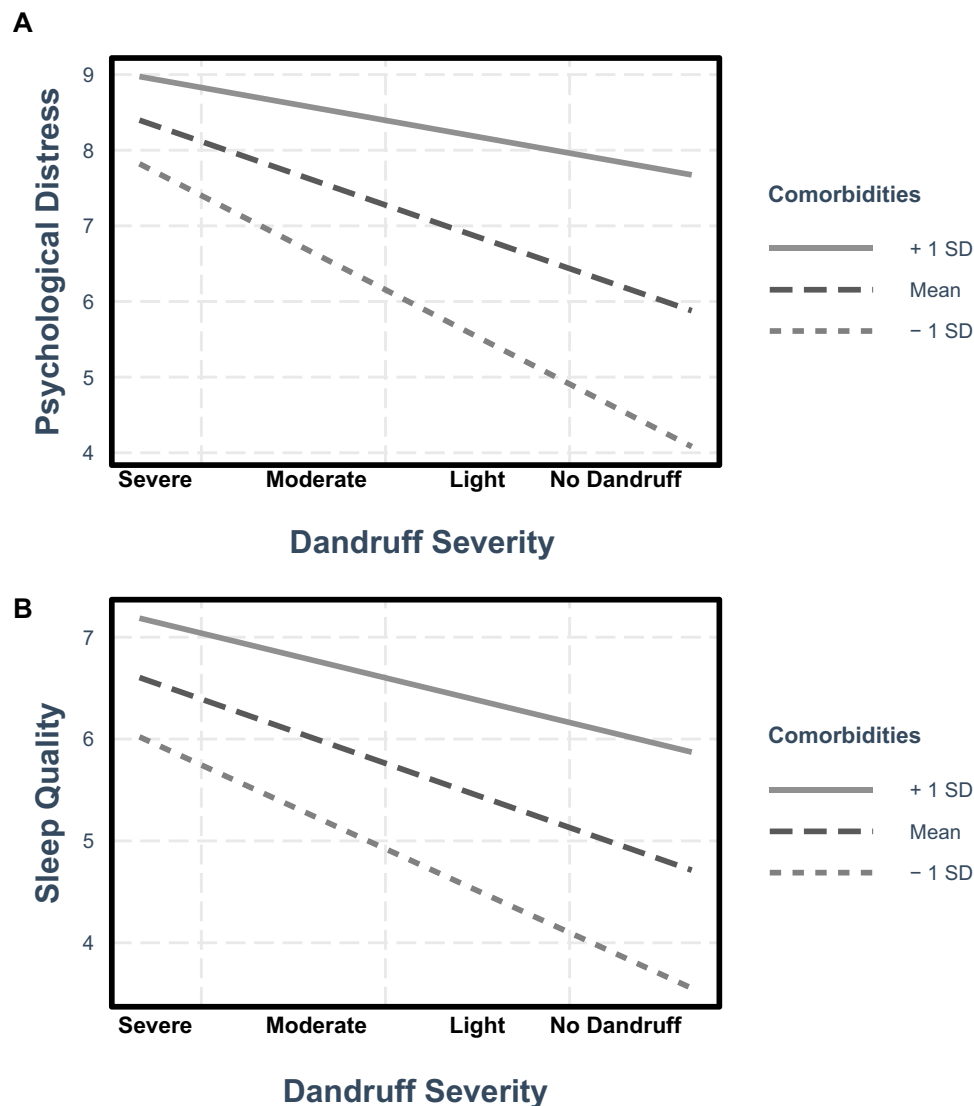 A
Psychological Distress
9
8
7
6
5
4
Severe Moderate Light No Dandruff
Dandruff Severity
Comorbidities
+ 1 SD
Mean
− 1 SD
B
Sleep Quality
7
6
5
4
Severe Moderate Light No Dandruff
Dandruff Severity
Comorbidities
+ 1 SD
Mean
− 1 SD